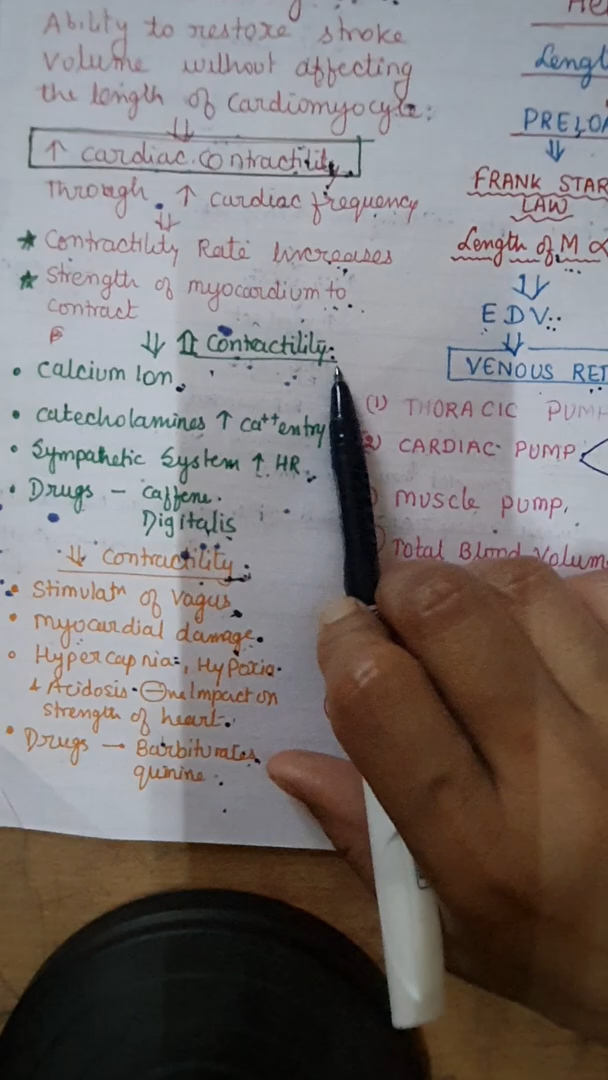 Ability to restore stroke
volume without affecting
the length of cardiomyocyte:
⇓
↑ cardiac contractility
Through ↑ cardiac frequency
⇓
★ Contractility Rate Increases
★ Strength of myocardium to
contract
⇓ ⇑ Contractility:
• Calcium Ion
• catecholamines ↑ Ca++ entry
• Sympahetic System ↑ HR
• Drugs – caffene.
Digitalis
⇓ Contractility:
• Stimulatn of Vagus
• myocardial damage.
• Hypercapnia, Hypoxia
& Acidosis. ⊖ve Impact on
strength of heart.
• Drugs → Barbiturates
quinine.
Lengt
PRELOA
⇓
FRANK STAR
LAW
Length of M ∝
⇓
EDV
⇓
VENOUS RET
(1) THORACIC PUMP
2) CARDIAC PUMP
) muscle pump,
) Total Blood Volum